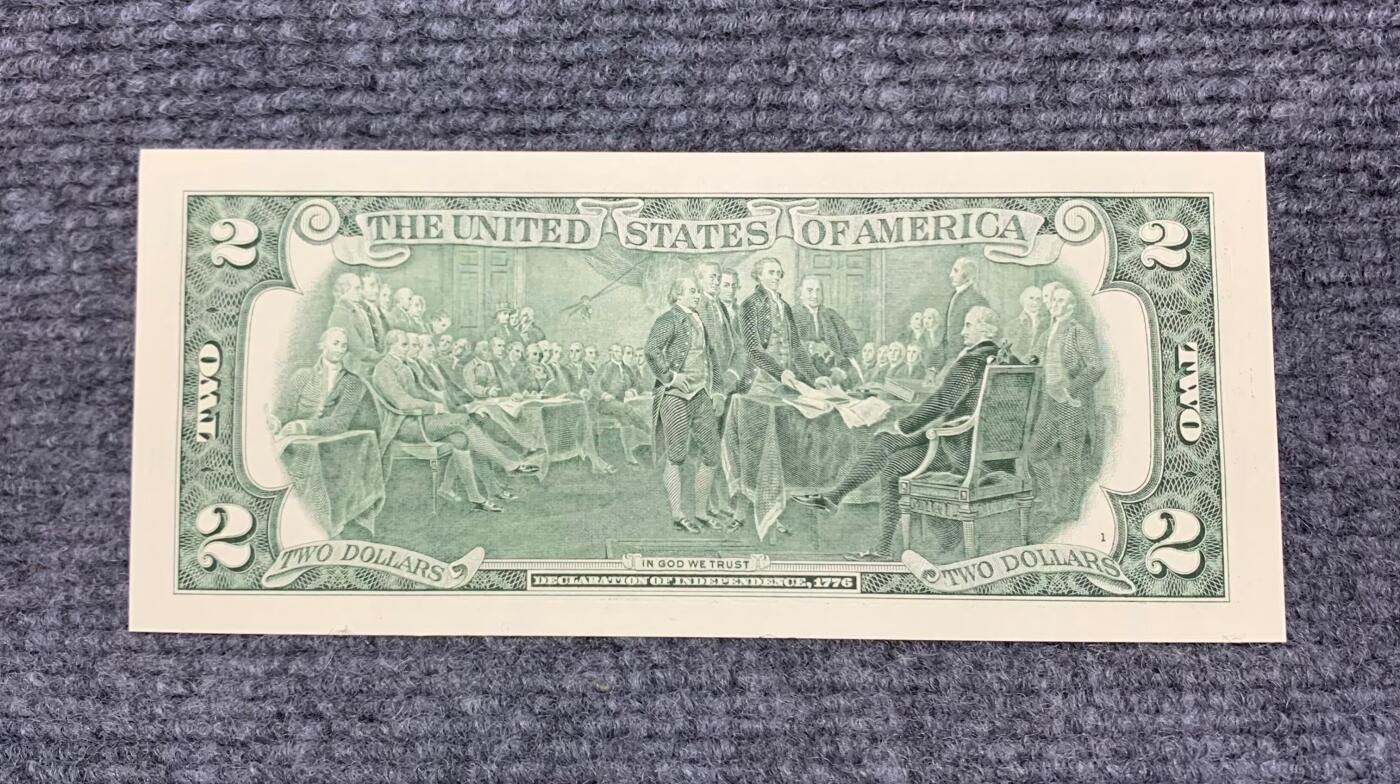 THE UNITED STATES OF AMERICA
2
2
TWO
TWO
2
2
1
TWO DOLLARS
IN GOD WE TRUST
TWO DOLLARS
DECLARATION OF INDEPENDENCE, 1776